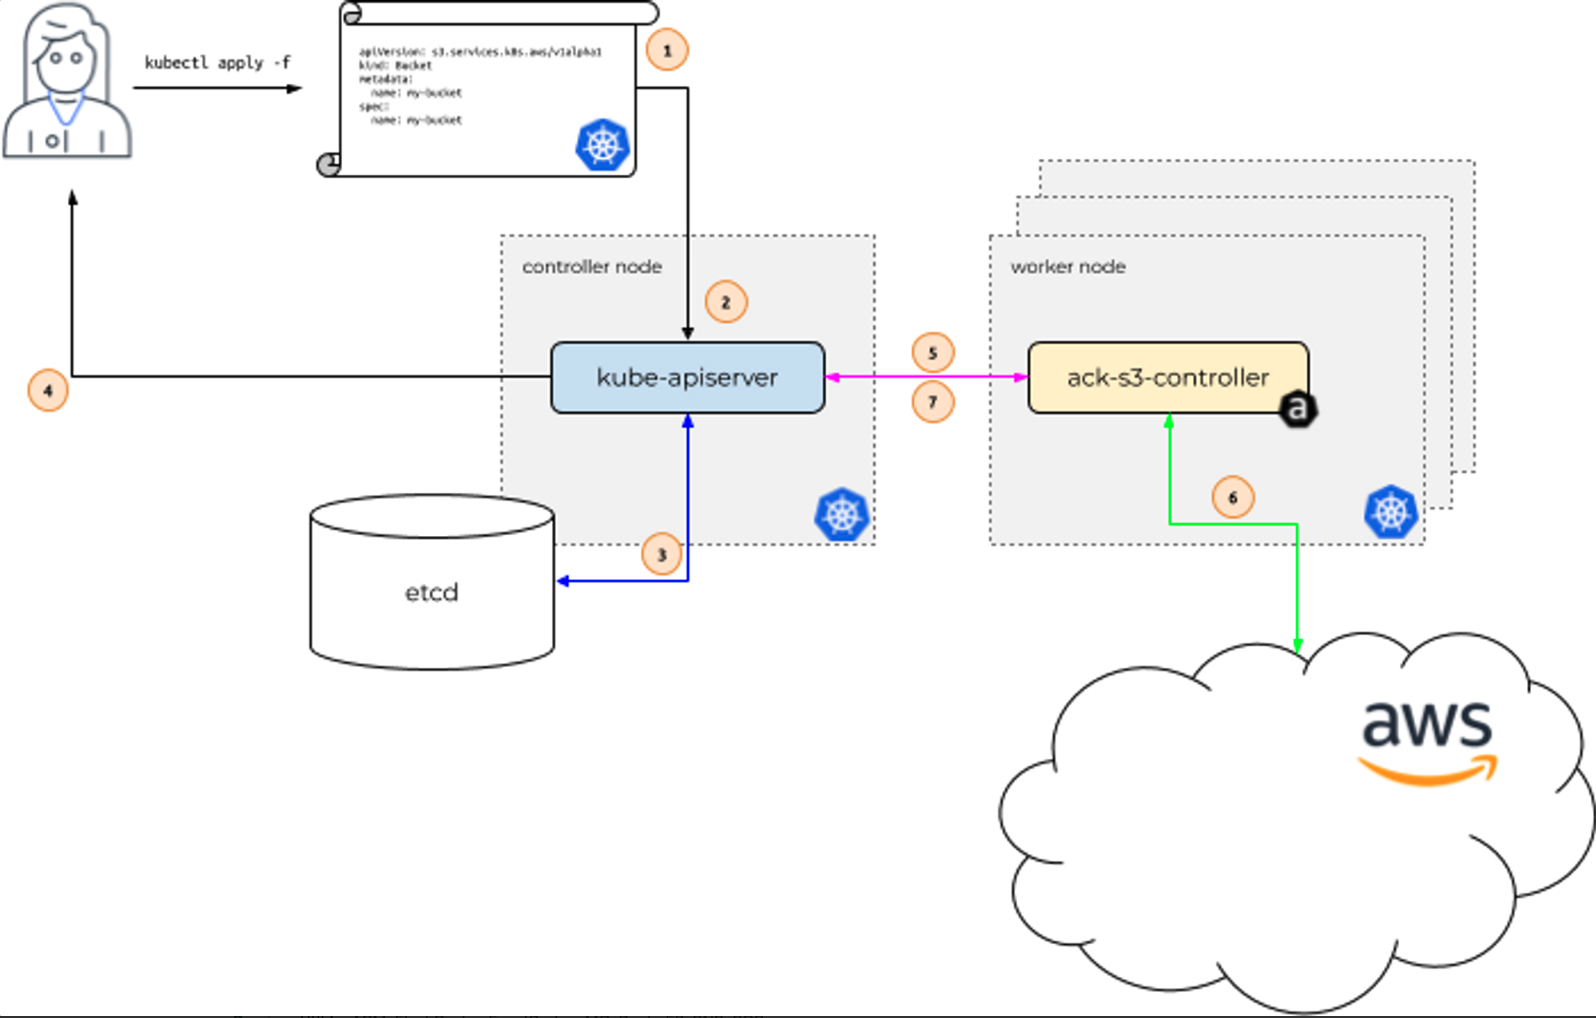 kubectl apply -f
apiVersion: s3.services.k8s.aws/v1alpha1
kind: Bucket
metadata:
  name: my-bucket
spec:
  name: my-bucket
1
controller node
worker node
2
kube-apiserver
5
7
ack-s3-controller
a
4
6
3
etcd
aws